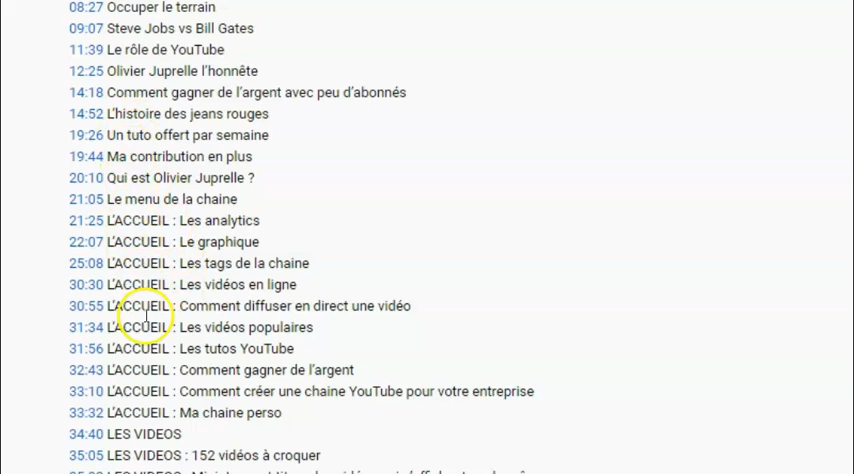 08:27 Occuper le terrain
09:07 Steve Jobs vs Bill Gates
11:39 Le rôle de YouTube
12:25 Olivier Juprelle l’honnête
14:18 Comment gagner de l’argent avec peu d’abonnés
14:52 L’histoire des jeans rouges
19:26 Un tuto offert par semaine
19:44 Ma contribution en plus
20:10 Qui est Olivier Juprelle ?
21:05 Le menu de la chaine
21:25 L’ACCUEIL : Les analytics
22:07 L’ACCUEIL : Le graphique
25:08 L’ACCUEIL : Les tags de la chaine
30:30 L’ACCUEIL : Les vidéos en ligne
30:55 L’ACCUEIL : Comment diffuser en direct une vidéo
31:34 L’ACCUEIL : Les vidéos populaires
31:56 L’ACCUEIL : Les tutos YouTube
32:43 L’ACCUEIL : Comment gagner de l’argent
33:10 L’ACCUEIL : Comment créer une chaine YouTube pour votre entreprise
33:32 L’ACCUEIL : Ma chaine perso
34:40 LES VIDEOS
35:05 LES VIDEOS : 152 vidéos à croquer